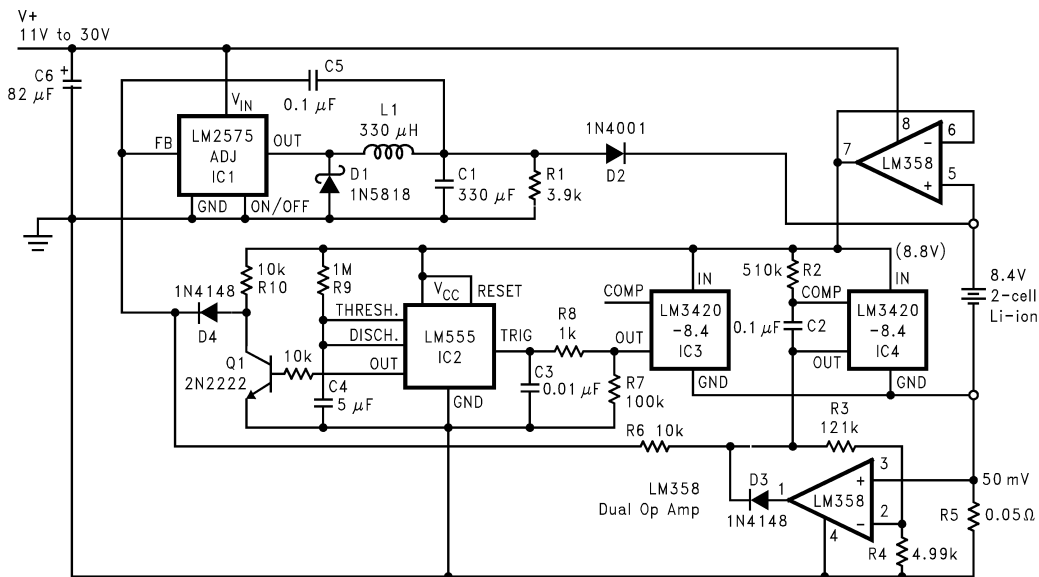 V+
11V to 30V
C6
+
82 μF
C5
0.1 μF
VIN
L1
330 μH
FB
LM2575
ADJ
IC1
OUT
GND
ON/OFF
D1
1N5818
C1
330 μF
R1
3.9k
1N4001
D2
7
8
6
−
LM358
+
5
(8.8V)
8.4V
2-cell
Li-ion
1N4148
D4
10k
R10
1M
R9
VCC
RESET
THRESH.
DISCH.
OUT
LM555
IC2
TRIG
GND
R8
1k
COMP
OUT
IN
LM3420
-8.4
IC3
GND
510k
R2
0.1 μF
C2
COMP
OUT
IN
LM3420
-8.4
IC4
GND
Q1
2N2222
10k
C4
5 μF
C3
0.01 μF
R7
100k
R6 10k
R3
121k
LM358
Dual Op Amp
D3
1N4148
1
3
+
LM358
−
2
4
50 mV
R5
0.05Ω
R4
4.99k